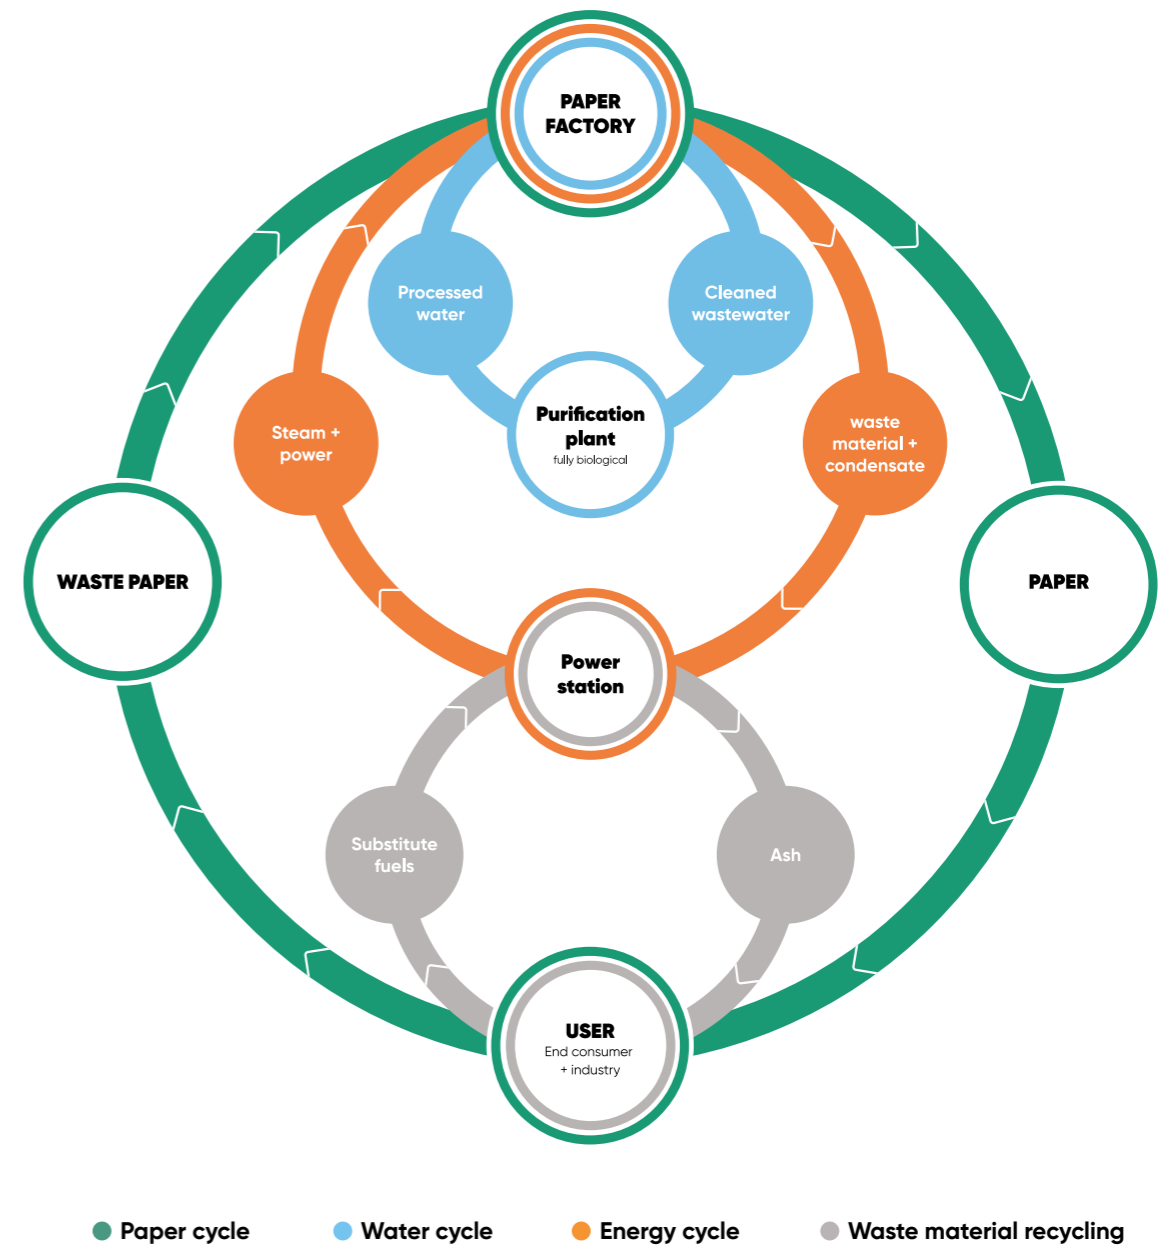 PAPER
FACTORY
Processed
water
Cleaned
wastewater
Purification
plant
fully biological
Steam +
power
waste
material +
condensate
WASTE PAPER
PAPER
Power
station
Substitute
fuels
Ash
USER
End consumer
+ industry
Paper cycle
Water cycle
Energy cycle
Waste material recycling